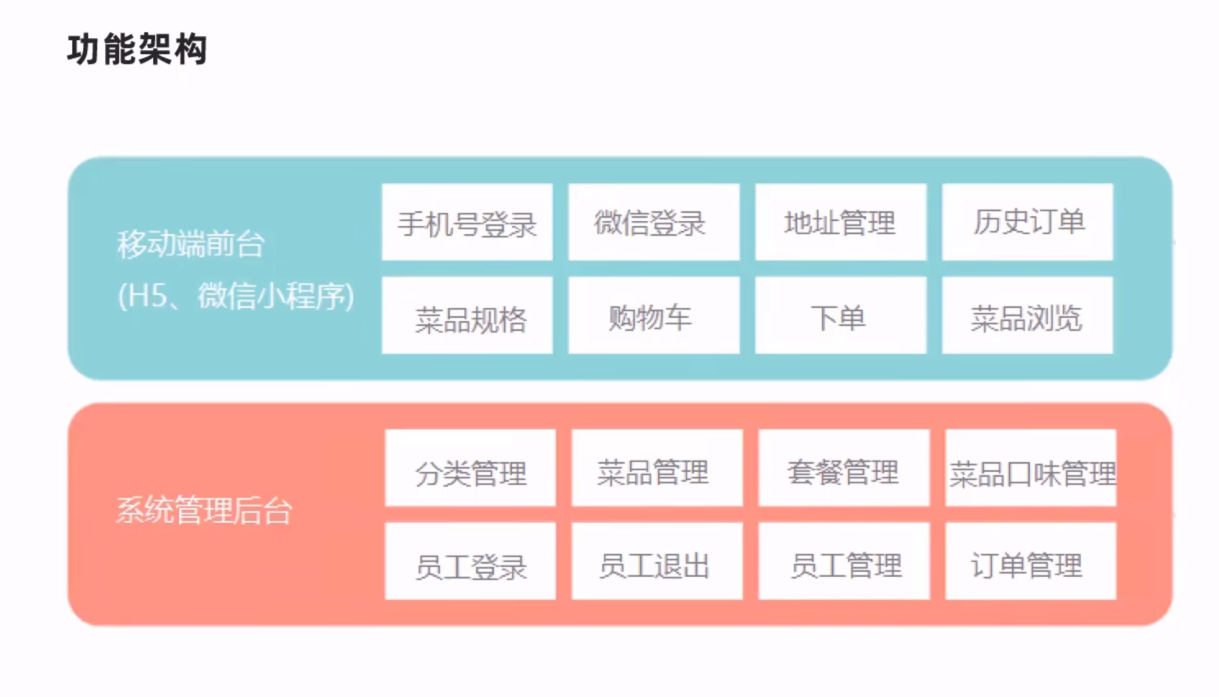 功能架构
移动端前台
(H5、微信小程序)
手机号登录
微信登录
地址管理
历史订单
菜品规格
购物车
下单
菜品浏览
系统管理后台
分类管理
菜品管理
套餐管理
菜品口味管理
员工登录
员工退出
员工管理
订单管理